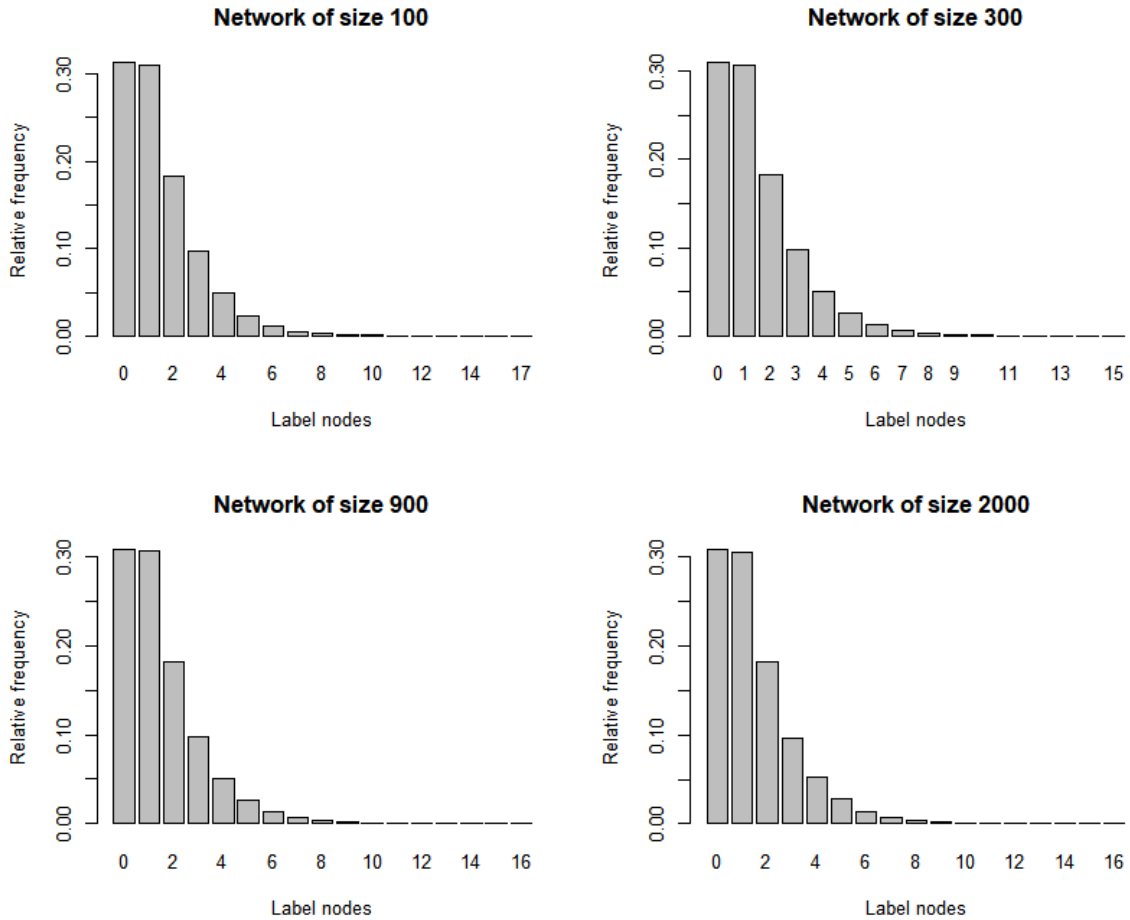 Network of size 100
Relative frequency
0.00 0.10 0.20 0.30
0 2 4 6 8 10 12 14 17
Label nodes
Network of size 300
Relative frequency
0.00 0.10 0.20 0.30
0 1 2 3 4 5 6 7 8 9 11 13 15
Label nodes
Network of size 900
Relative frequency
0.00 0.10 0.20 0.30
0 2 4 6 8 10 12 14 16
Label nodes
Network of size 2000
Relative frequency
0.00 0.10 0.20 0.30
0 2 4 6 8 10 12 14 16
Label nodes